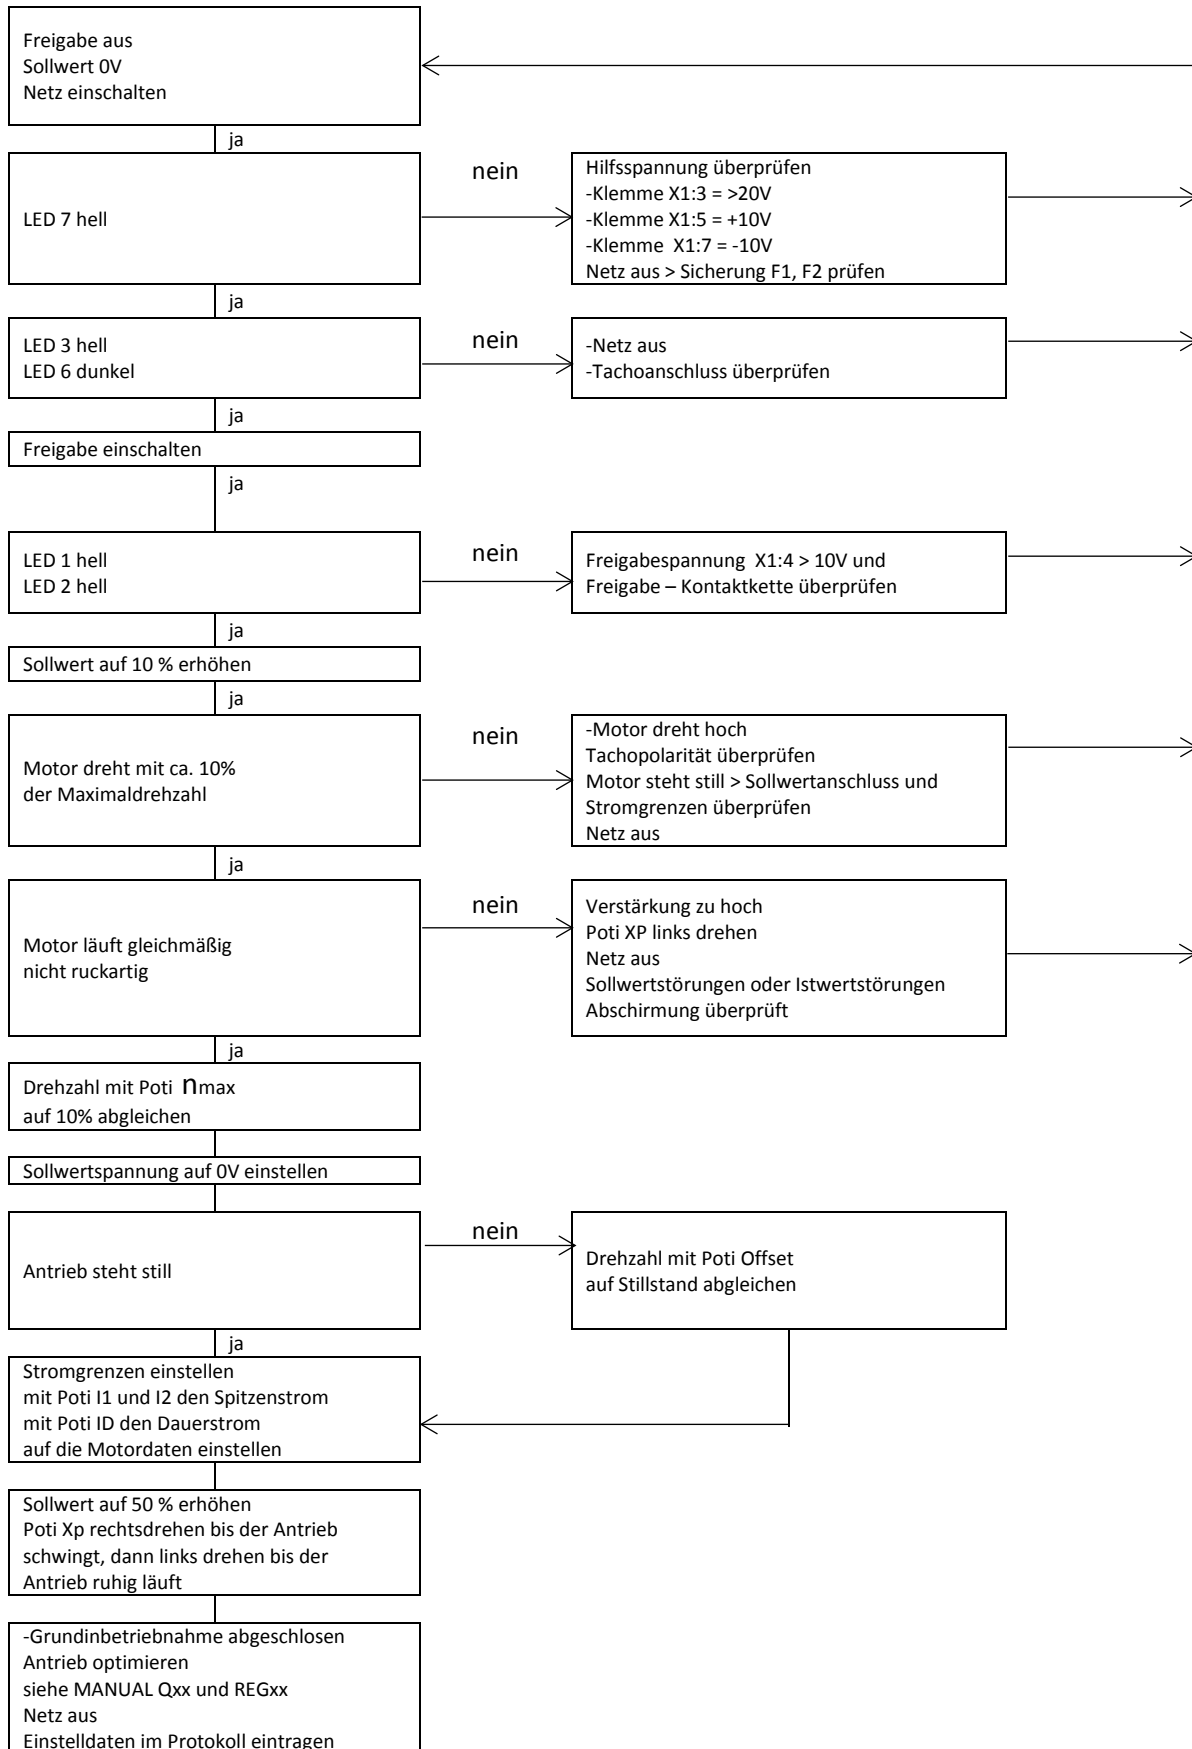 Freigabe aus
Sollwert 0V
Netz einschalten
ja
LED 7 hell
nein
Hilfsspannung überprüfen
-Klemme X1:3 = >20V
-Klemme X1:5 = +10V
-Klemme X1:7 = -10V
Netz aus > Sicherung F1, F2 prüfen
ja
LED 3 hell
LED 6 dunkel
nein
-Netz aus
-Tachoanschluss überprüfen
ja
Freigabe einschalten
ja
LED 1 hell
LED 2 hell
nein
Freigabespannung X1:4 > 10V und
Freigabe – Kontaktkette überprüfen
ja
Sollwert auf 10 % erhöhen
ja
Motor dreht mit ca. 10%
der Maximaldrehzahl
nein
-Motor dreht hoch
Tachopolarität überprüfen
Motor steht still > Sollwertanschluss und
Stromgrenzen überprüfen
Netz aus
ja
Motor läuft gleichmäßig
nicht ruckartig
nein
Verstärkung zu hoch
Poti XP links drehen
Netz aus
Sollwertstörungen oder Istwertstörungen
Abschirmung überprüft
ja
Drehzahl mit Poti nmax
auf 10% abgleichen
Sollwertspannung auf 0V einstellen
Antrieb steht still
nein
Drehzahl mit Poti Offset
auf Stillstand abgleichen
ja
Stromgrenzen einstellen
mit Poti I1 und I2 den Spitzenstrom
mit Poti ID den Dauerstrom
auf die Motordaten einstellen
Sollwert auf 50 % erhöhen
Poti Xp rechtsdrehen bis der Antrieb
schwingt, dann links drehen bis der
Antrieb ruhig läuft
-Grundinbetriebnahme abgeschlosen
Antrieb optimieren
siehe MANUAL Qxx und REGxx
Netz aus
Einstelldaten im Protokoll eintragen